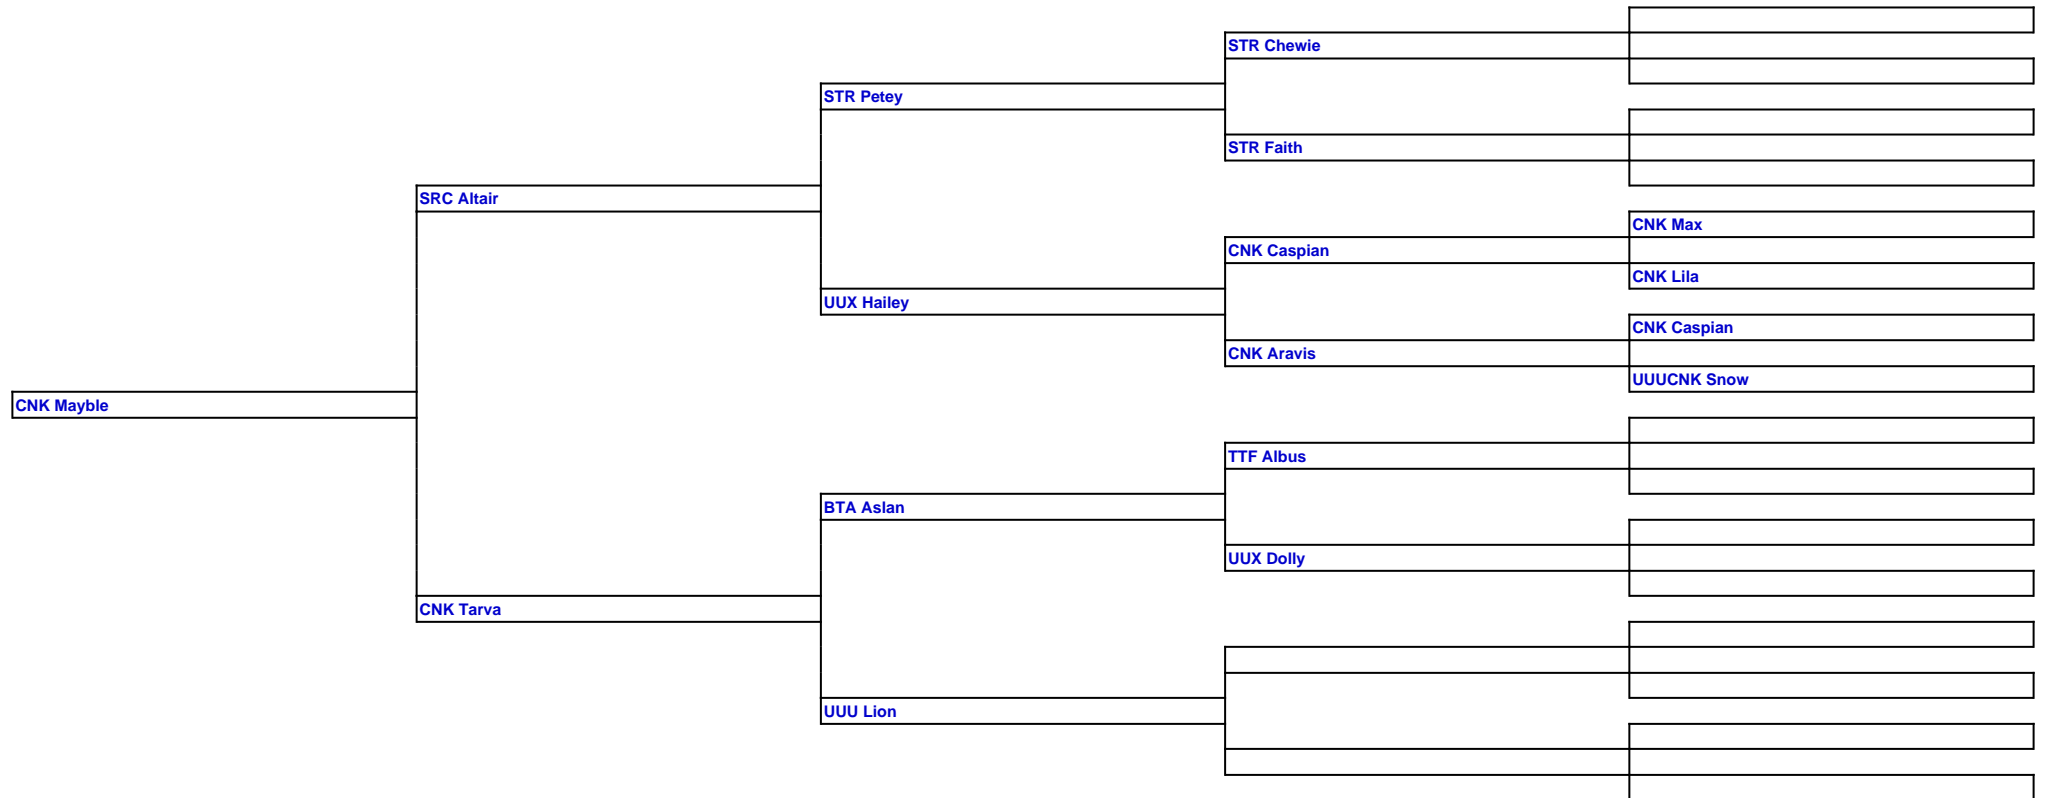 STR Chewie
STR Petey
STR Faith
SRC Altair
CNK Max
CNK Caspian
CNK Lila
UUX Hailey
CNK Caspian
CNK Aravis
UUUCNK Snow
CNK Mayble
TTF Albus
BTA Aslan
UUX Dolly
CNK Tarva
UUU Lion